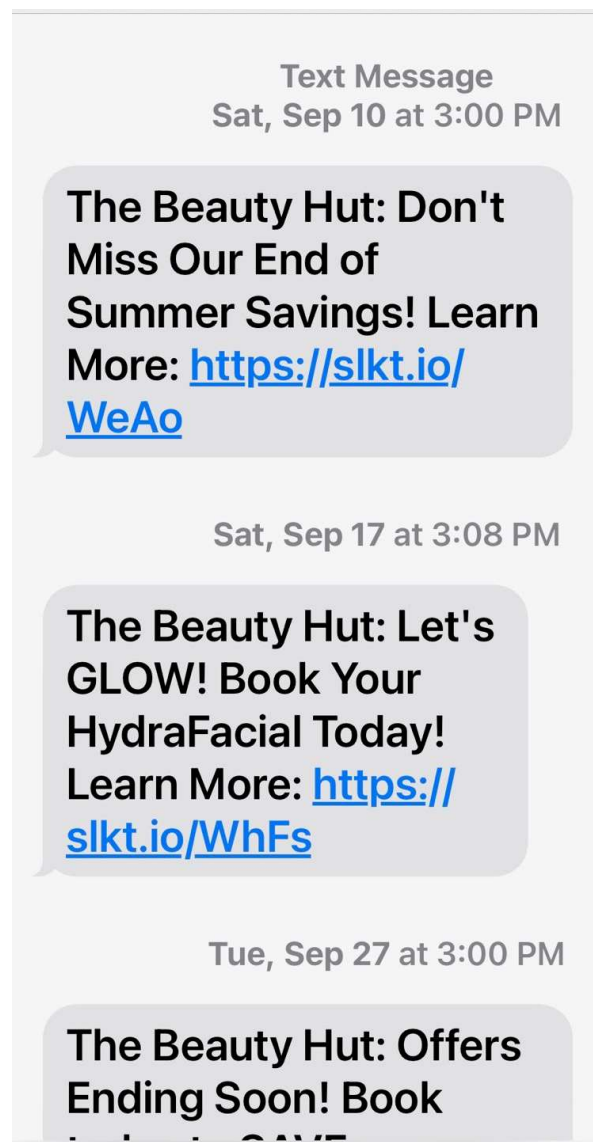 Text Message
Sat, Sep 10 at 3:00 PM
The Beauty Hut: Don't
Miss Our End of
Summer Savings! Learn
More: https://slkt.io/
WeAo
Sat, Sep 17 at 3:08 PM
The Beauty Hut: Let's
GLOW! Book Your
HydraFacial Today!
Learn More: https://
slkt.io/WhFs
Tue, Sep 27 at 3:00 PM
The Beauty Hut: Offers
Ending Soon! Book